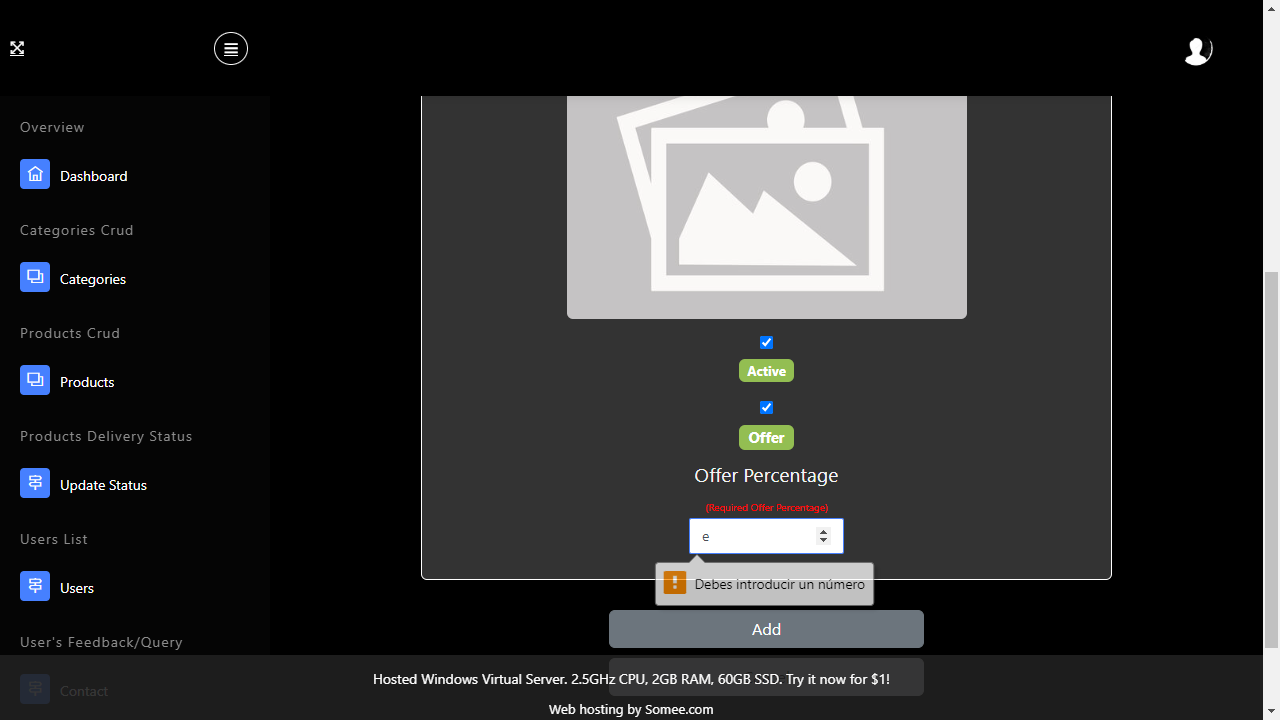 Overview
Dashboard
Categories Crud
Categories
Products Crud
Products
Products Delivery Status
Update Status
Users List
Users
User's Feedback/Query
Contact
Active
Offer
Offer Percentage
(Required Offer Percentage)
e
Debes introducir un número
Add
Hosted Windows Virtual Server. 2.5GHz CPU, 2GB RAM, 60GB SSD. Try it now for $1!
Web hosting by Somee.com